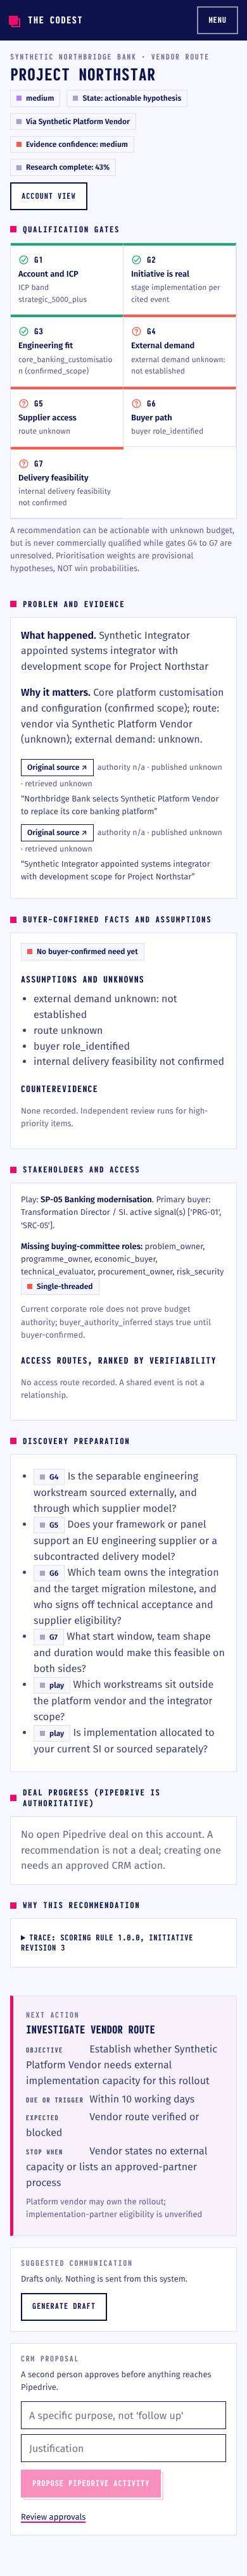 THE CODEST
MENU
SYNTHETIC NORTHBRIDGE BANK · VENDOR ROUTE
PROJECT NORTHSTAR
medium
State: actionable hypothesis
Via Synthetic Platform Vendor
Evidence confidence: medium
Research complete: 43%
ACCOUNT VIEW
QUALIFICATION GATES
G1
Account and ICP
ICP band
strategic_5000_plus
G2
Initiative is real
stage implementation per
cited event
G3
Engineering fit
core_banking_customisatio
n (confirmed_scope)
G4
External demand
external demand unknown:
not established
G5
Supplier access
route unknown
G6
Buyer path
buyer role_identified
G7
Delivery feasibility
internal delivery feasibility
not confirmed
A recommendation can be actionable with unknown budget,
but is never commercially qualified while gates G4 to G7 are
unresolved. Prioritisation weights are provisional
hypotheses, NOT win probabilities.
PROBLEM AND EVIDENCE
What happened. Synthetic Integrator
appointed systems integrator with
development scope for Project Northstar
Why it matters. Core platform customisation
and configuration (confirmed scope); route:
vendor via Synthetic Platform Vendor
(unknown); external demand: unknown.
Original source ↗ authority n/a · published unknown
· retrieved unknown
"Northbridge Bank selects Synthetic Platform Vendor
to replace its core banking platform"
Original source ↗ authority n/a · published unknown
· retrieved unknown
"Synthetic Integrator appointed systems integrator
with development scope for Project Northstar"
BUYER-CONFIRMED FACTS AND ASSUMPTIONS
No buyer-confirmed need yet
ASSUMPTIONS AND UNKNOWNS
• external demand unknown: not
established
• route unknown
• buyer role_identified
• internal delivery feasibility not confirmed
COUNTEREVIDENCE
None recorded. Independent review runs for high-
priority items.
STAKEHOLDERS AND ACCESS
Play: SP-05 Banking modernisation. Primary buyer:
Transformation Director / SI. active signal(s) ['PRG-01',
'SRC-05'].
Missing buying-committee roles: problem_owner,
programme_owner, economic_buyer,
technical_evaluator, procurement_owner, risk_security
Single-threaded
Current corporate role does not prove budget
authority; buyer_authority_inferred stays true until
buyer-confirmed.
ACCESS ROUTES, RANKED BY VERIFIABILITY
No access route recorded. A shared event is not a
relationship.
DISCOVERY PREPARATION
• G4 Is the separable engineering
workstream sourced externally, and
through which supplier model?
• G5 Does your framework or panel
support an EU engineering supplier or a
subcontracted delivery model?
• G6 Which team owns the integration
and the target migration milestone, and
who signs off technical acceptance and
supplier eligibility?
• G7 What start window, team shape
and duration would make this feasible on
both sides?
• play Which workstreams sit outside
the platform vendor and the integrator
scope?
• play Is implementation allocated to
your current SI or sourced separately?
DEAL PROGRESS (PIPEDRIVE IS
AUTHORITATIVE)
No open Pipedrive deal on this account. A
recommendation is not a deal; creating one
needs an approved CRM action.
WHY THIS RECOMMENDATION
▶ TRACE: SCORING RULE 1.0.0, INITIATIVE
REVISION 3
NEXT ACTION
INVESTIGATE VENDOR ROUTE
OBJECTIVE Establish whether Synthetic
Platform Vendor needs external
implementation capacity for this rollout
DUE OR TRIGGER Within 10 working days
EXPECTED Vendor route verified or
blocked
STOP WHEN Vendor states no external
capacity or lists an approved-partner
process
Platform vendor may own the rollout;
implementation-partner eligibility is unverified
SUGGESTED COMMUNICATION
Drafts only. Nothing is sent from this system.
GENERATE DRAFT
CRM PROPOSAL
A second person approves before anything reaches
Pipedrive.
A specific purpose, not 'follow up'
Justification
PROPOSE PIPEDRIVE ACTIVITY
Review approvals